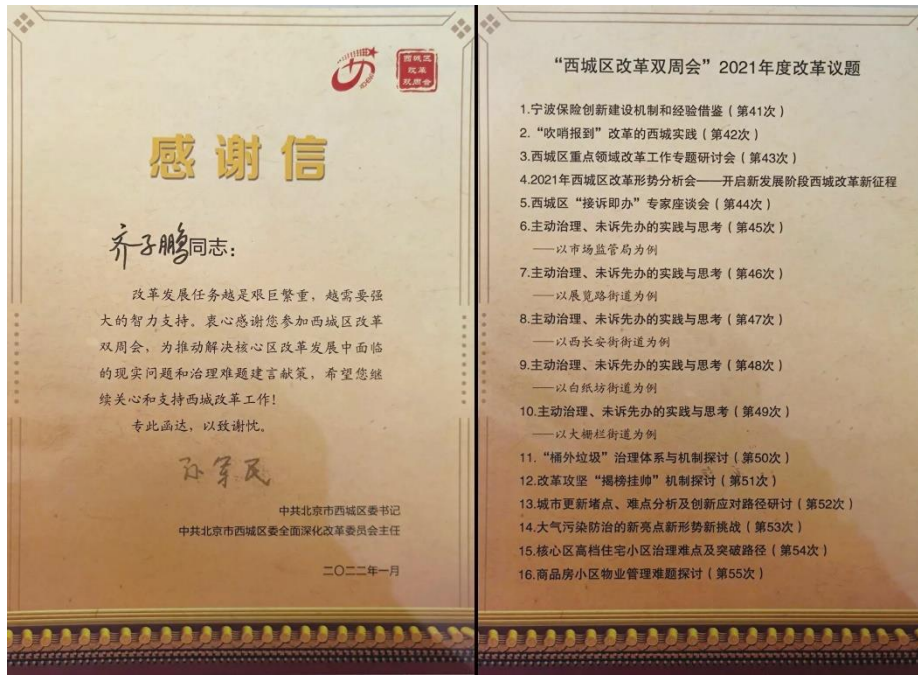 西城区
改革
双周会
感谢信
齐子鹏同志：
改革发展任务越是艰巨繁重，越需要强
大的智力支持。衷心感谢您参加西城区改革
双周会，为推动解决核心区改革发展中面临
的现实问题和治理难题建言献策，希望您继
续关心和支持西城改革工作！
专此函达，以致谢忱。
孙军民
中共北京市西城区委书记
中共北京市西城区委全面深化改革委员会主任
二〇二二年一月
“西城区改革双周会”2021年度改革议题
1.宁波保险创新建设机制和经验借鉴（第41次）
2.“吹哨报到”改革的西城实践（第42次）
3.西城区重点领域改革工作专题研讨会（第43次）
4.2021年西城区改革形势分析会——开启新发展阶段西城改革新征程
5.西城区“接诉即办”专家座谈会（第44次）
6.主动治理、未诉先办的实践与思考（第45次）
——以市场监管局为例
7.主动治理、未诉先办的实践与思考（第46次）
——以展览路街道为例
8.主动治理、未诉先办的实践与思考（第47次）
——以西长安街街道为例
9.主动治理、未诉先办的实践与思考（第48次）
——以白纸坊街道为例
10.主动治理、未诉先办的实践与思考（第49次）
——以大栅栏街道为例
11.“桶外垃圾”治理体系与机制探讨（第50次）
12.改革攻坚“揭榜挂帅”机制探讨（第51次）
13.城市更新堵点、难点分析及创新应对路径研讨（第52次）
14.大气污染防治的新亮点新形势新挑战（第53次）
15.核心区高档住宅小区治理难点及突破路径（第54次）
16.商品房小区物业管理难题探讨（第55次）